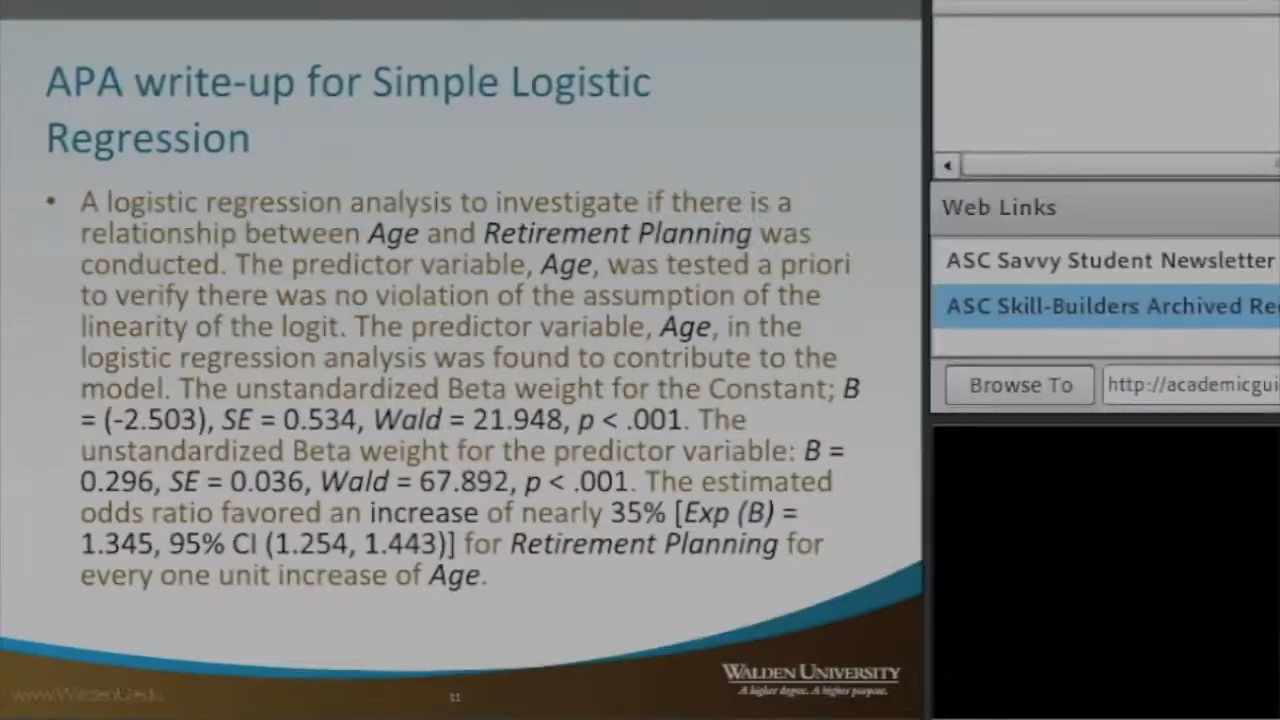 APA write-up for Simple Logistic
Regression
• A logistic regression analysis to investigate if there is a
relationship between Age and Retirement Planning was
conducted. The predictor variable, Age, was tested a priori
to verify there was no violation of the assumption of the
linearity of the logit. The predictor variable, Age, in the
logistic regression analysis was found to contribute to the
model. The unstandardized Beta weight for the Constant; B
= (-2.503), SE = 0.534, Wald = 21.948, p < .001. The
unstandardized Beta weight for the predictor variable: B =
0.296, SE = 0.036, Wald = 67.892, p < .001. The estimated
odds ratio favored an increase of nearly 35% [Exp (B) =
1.345, 95% CI (1.254, 1.443)] for Retirement Planning for
every one unit increase of Age.
www.WaldenU.edu
11
WALDEN UNIVERSITY
A higher degree. A higher purpose.
Web Links
ASC Savvy Student Newsletter
ASC Skill-Builders Archived Re
Browse To
http://academicgui